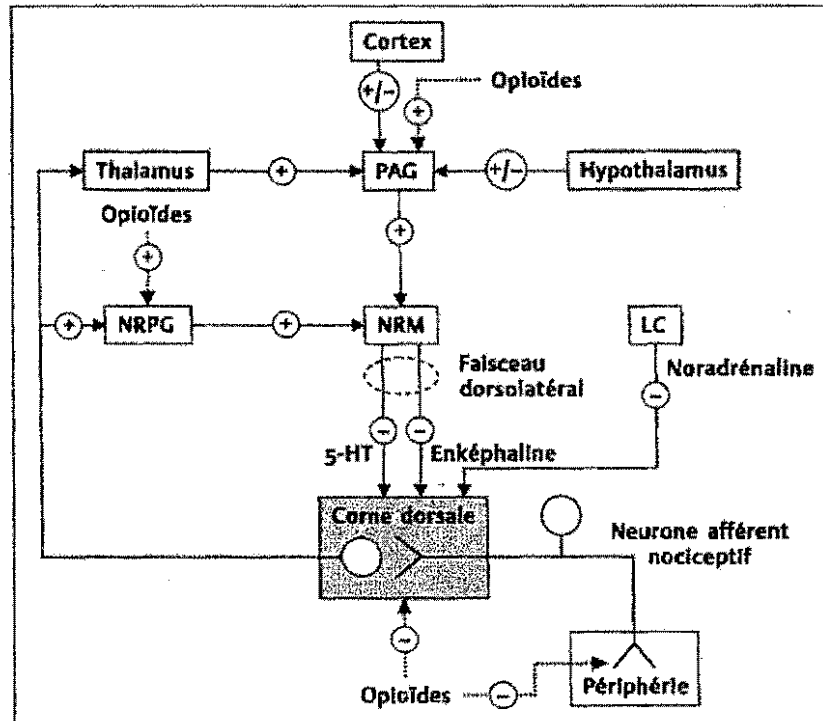 Cortex
+/−
Opioïdes
+
Thalamus
+
PAG
+/−
Hypothalamus
Opioïdes
+
+
+
NRPG
+
NRM
LC
Faisceau
dorsolatéral
Noradrénaline
−
−
−
5-HT
Enképhaline
Corne dorsale
Neurone afférent
nociceptif
−
Opioïdes
−
Périphérie